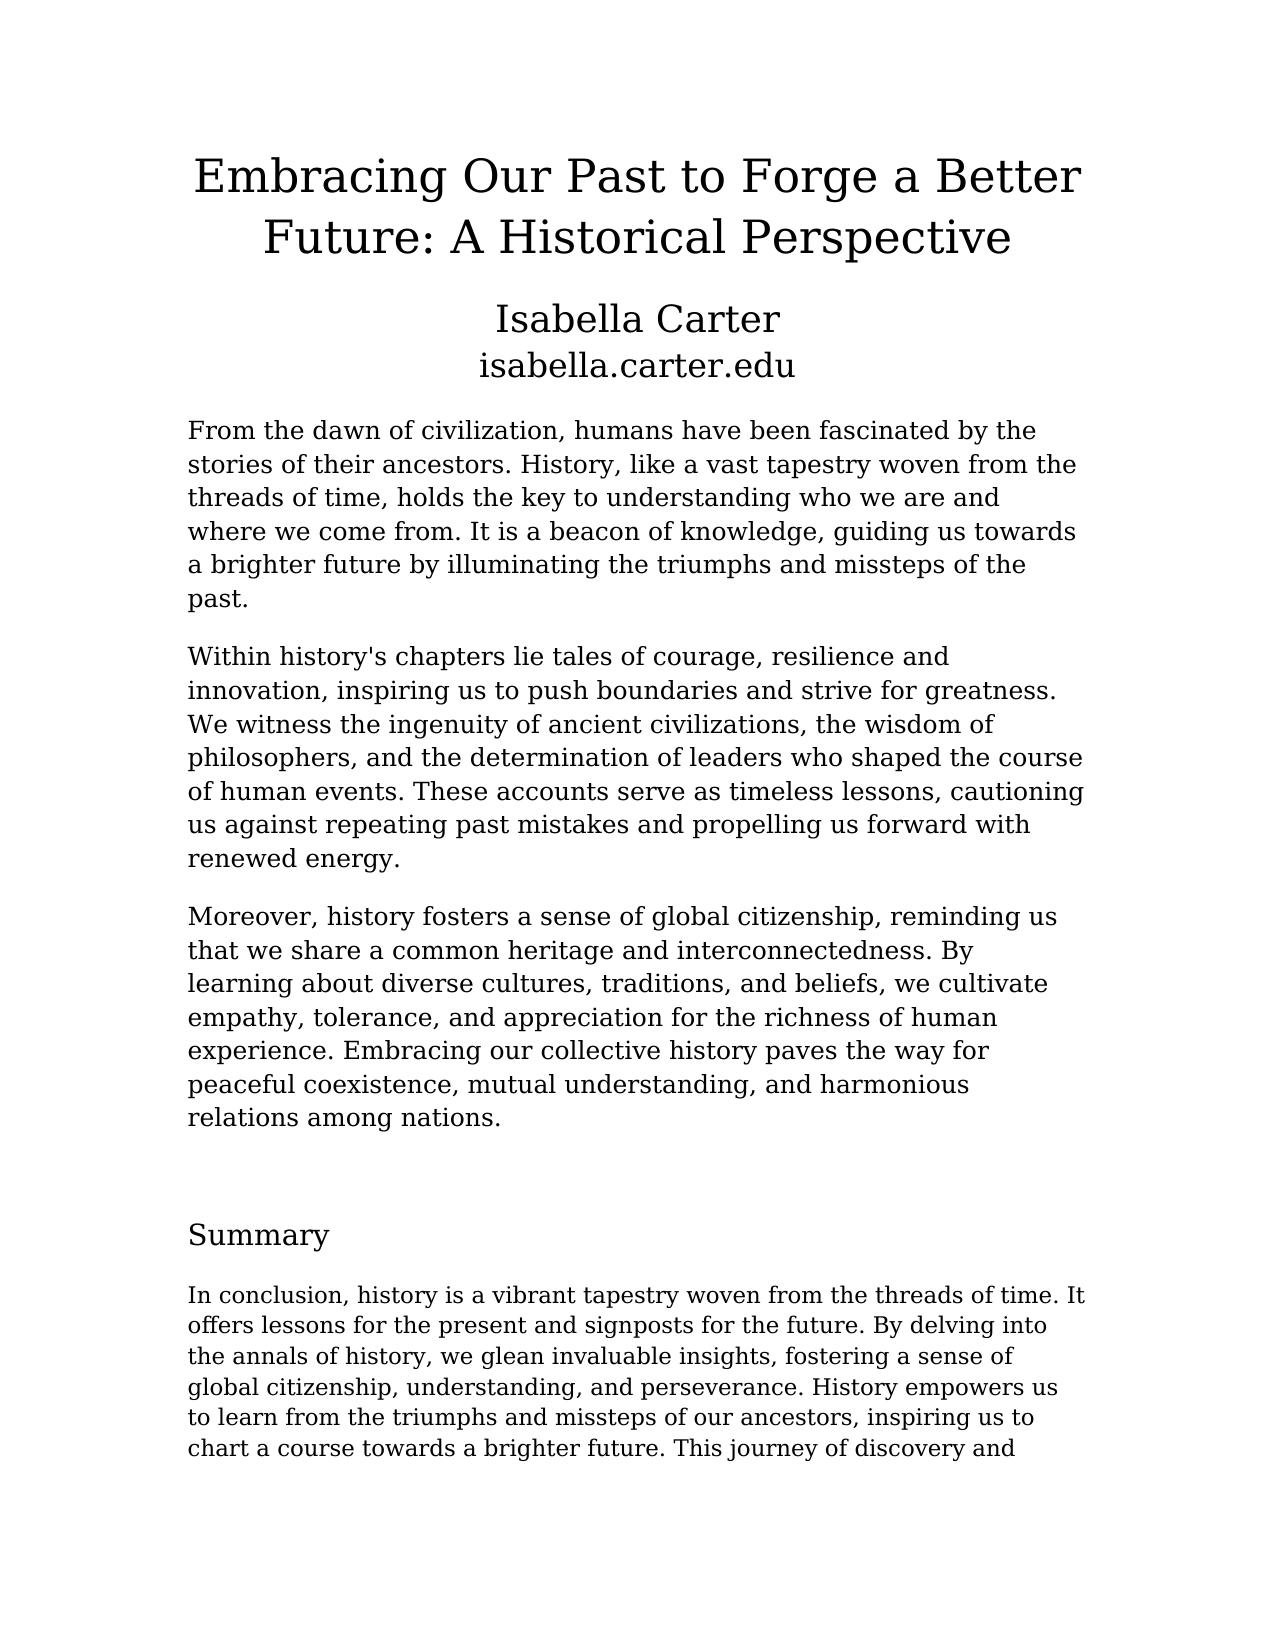 Embracing Our Past to Forge a Better
Future: A Historical Perspective
Isabella Carter
isabella.carter.edu
From the dawn of civilization, humans have been fascinated by the
stories of their ancestors. History, like a vast tapestry woven from the
threads of time, holds the key to understanding who we are and
where we come from. It is a beacon of knowledge, guiding us towards
a brighter future by illuminating the triumphs and missteps of the
past.
Within history's chapters lie tales of courage, resilience and
innovation, inspiring us to push boundaries and strive for greatness.
We witness the ingenuity of ancient civilizations, the wisdom of
philosophers, and the determination of leaders who shaped the course
of human events. These accounts serve as timeless lessons, cautioning
us against repeating past mistakes and propelling us forward with
renewed energy.
Moreover, history fosters a sense of global citizenship, reminding us
that we share a common heritage and interconnectedness. By
learning about diverse cultures, traditions, and beliefs, we cultivate
empathy, tolerance, and appreciation for the richness of human
experience. Embracing our collective history paves the way for
peaceful coexistence, mutual understanding, and harmonious
relations among nations.
Summary
In conclusion, history is a vibrant tapestry woven from the threads of time. It
offers lessons for the present and signposts for the future. By delving into
the annals of history, we glean invaluable insights, fostering a sense of
global citizenship, understanding, and perseverance. History empowers us
to learn from the triumphs and missteps of our ancestors, inspiring us to
chart a course towards a brighter future. This journey of discovery and